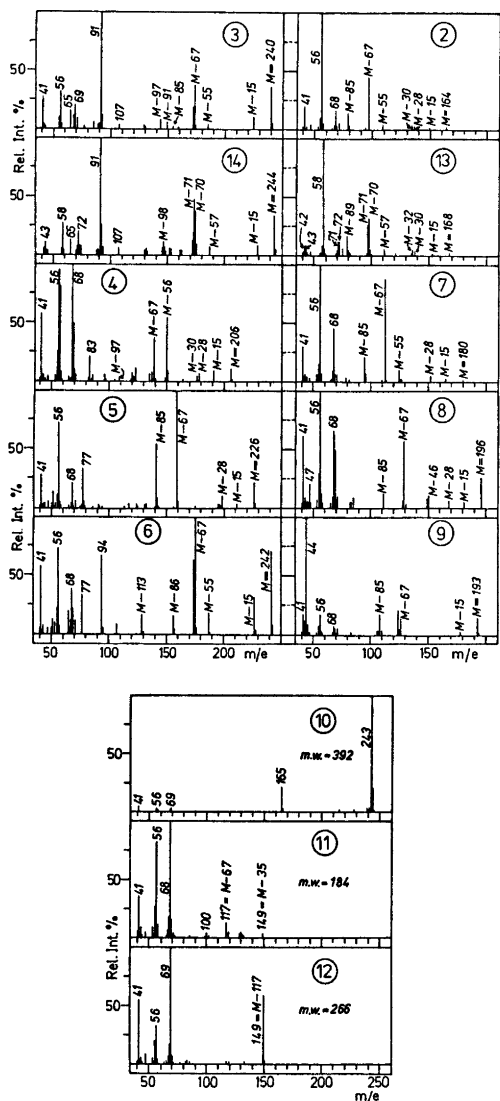 Rel. Int. %
50
41
56
65
69
91
107
M-97
M-91
M-85
M-67
M-55
M-15
M=240
3
56
41
68
M-85
M-67
M-55
M-30
M-28
M-15
M=164
2
50
43
58
65
72
91
107
M-98
M-71
M-70
M-57
M-15
M=244
14
42
43
58
71
72
M-89
M-71
M-70
M-57
M-32
M-30
M-15
M=168
13
50
41
56
68
83
M-97
M-67
M-56
M-30
M-28
M-15
M=206
4
41
56
68
M-85
M-67
M-55
M-28
M-15
M=180
7
50
41
56
68
77
M-85
M-67
M-28
M-15
M=226
5
41
47
56
68
M-85
M-67
M-46
M-28
M-15
M=196
8
50
41
56
68
77
94
M-113
M-86
M-67
M-55
M-15
M=242
6
41
44
56
68
M-85
M-67
M-15
M=193
9
50 100 150 200 m/e
50 100 150 200 m/e
50
41
56
69
165
243
10
m.w.=392
Rel. Int. %
50
41
56
68
100
117=M-67
149=M-35
11
m.w.=184
50
41
56
69
149=M-117
12
m.w.=266
50 100 150 200 250
m/e